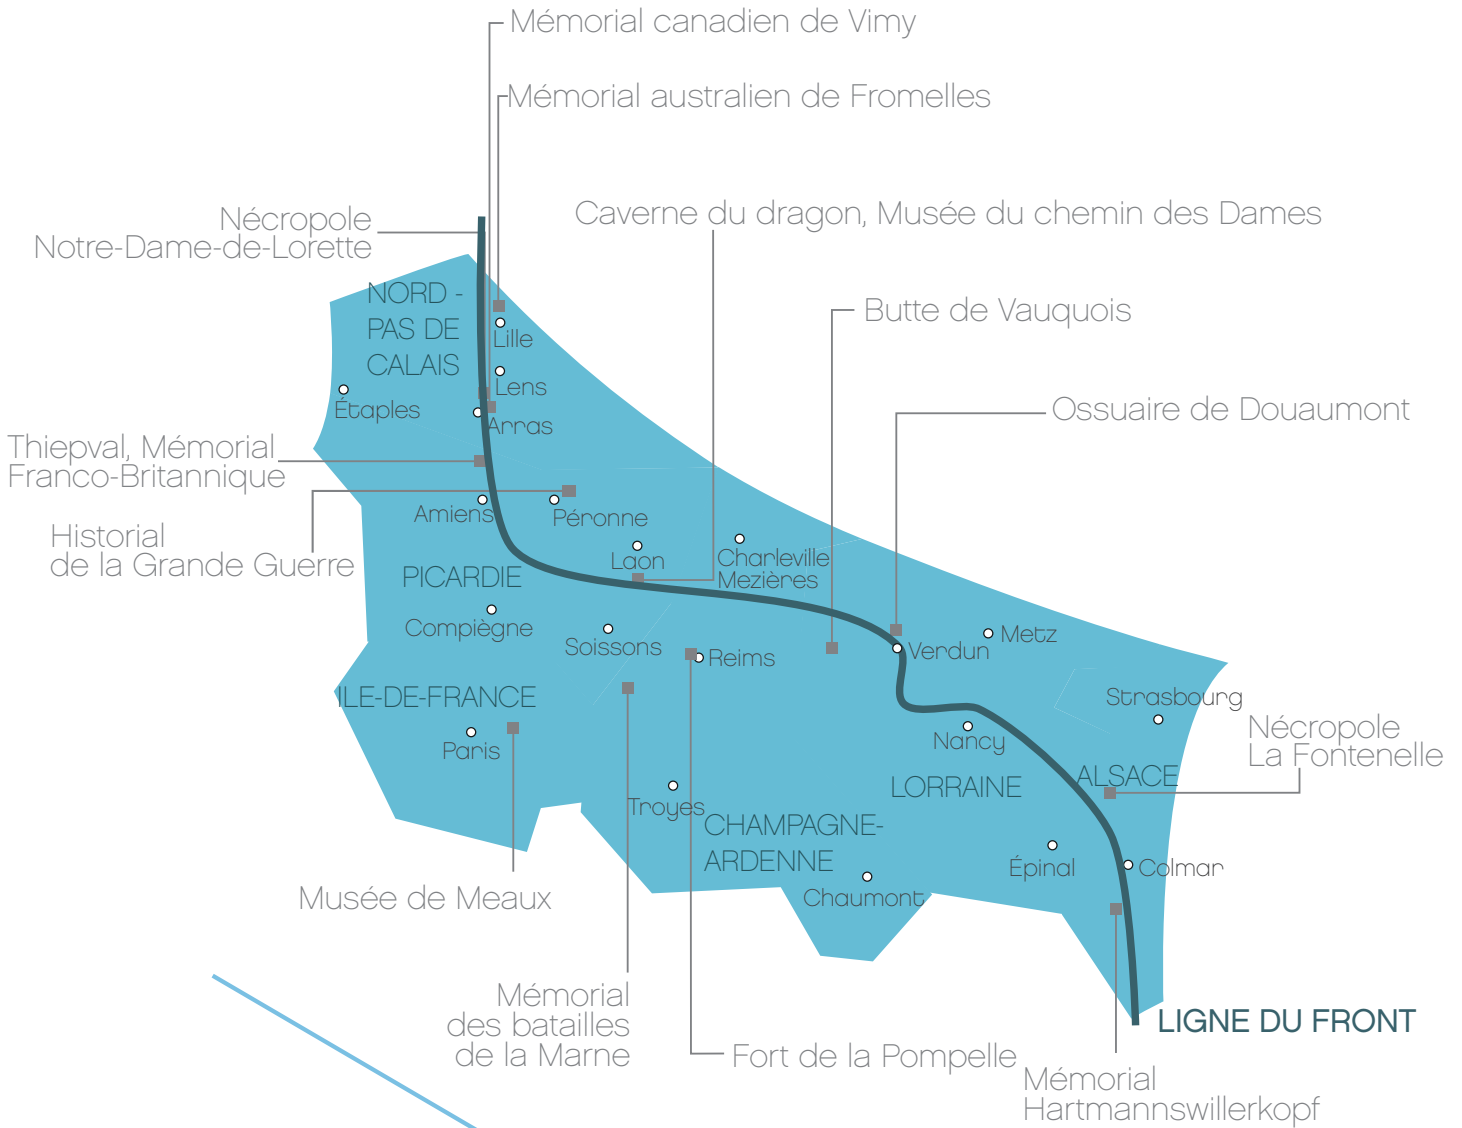 Mémorial canadien de Vimy
Mémorial australien de Fromelles
Nécropole
Notre-Dame-de-Lorette
Caverne du dragon, Musée du chemin des Dames
NORD -
PAS DE
CALAIS
Lille
Lens
Étaples
Arras
Butte de Vauquois
Ossuaire de Douaumont
Thiepval, Mémorial
Franco-Britannique
Amiens
Péronne
Historial
de la Grande Guerre
Laon
Charleville
Mezières
PICARDIE
Compiègne
Soissons
Reims
Verdun
Metz
ILE-DE-FRANCE
Paris
Strasbourg
Nancy
Nécropole
La Fontenelle
LORRAINE
ALSACE
Troyes
CHAMPAGNE-
ARDENNE
Chaumont
Épinal
Colmar
Musée de Meaux
Mémorial
des batailles
de la Marne
Fort de la Pompelle
LIGNE DU FRONT
Mémorial
Hartmannswillerkopf